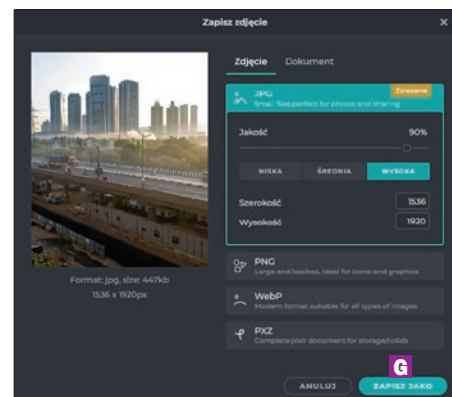 Zapisz zdjęcie
×
Zdjęcie Dokument
JPG
Zalecane
Small files perfect for photos and sharing
Jakość 90%
NISKA ŚREDNIA WYSOKA
Szerokość 1536
Wysokość 1920
PNG
Large and lossless, ideal for icons and graphics
WebP
Modern format suitable for all types of images
PXZ
Complete pixlr document for storage/collab
Format: jpg, size: 447kb
1536 x 1920px
G
ANULUJ ZAPISZ JAKO